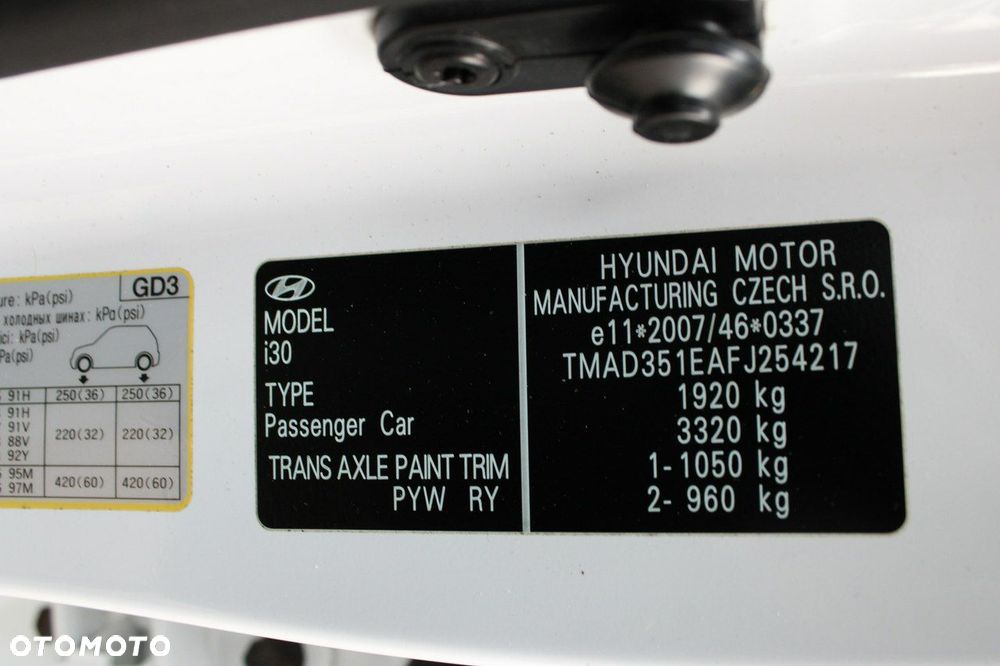 GD3
ure: kPa(psi)
холодных шинах: kPa(psi)
ici: kPa(psi)
kPa(psi)
91H 250(36) 250(36)
91H
91V
88V
92Y
220(32) 220(32)
95M
97M
420(60) 420(60)
MODEL
i30
TYPE
Passenger Car
TRANS AXLE PAINT TRIM
PYW RY
HYUNDAI MOTOR
MANUFACTURING CZECH S.R.O.
e11*2007/46*0337
TMAD351EAFJ254217
1920 kg
3320 kg
1- 1050 kg
2- 960 kg
OTOMOTO